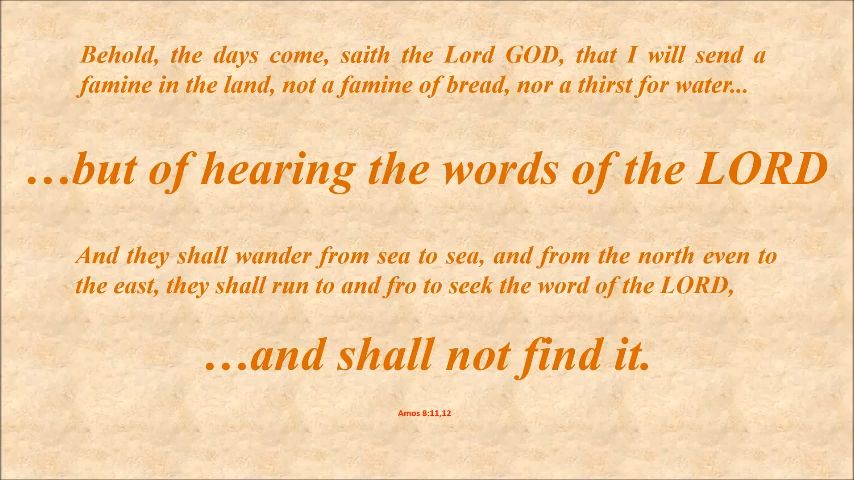 Behold, the days come, saith the Lord GOD, that I will send a
famine in the land, not a famine of bread, nor a thirst for water...
…but of hearing the words of the LORD
And they shall wander from sea to sea, and from the north even to
the east, they shall run to and fro to seek the word of the LORD,
…and shall not find it.
Amos 8:11,12